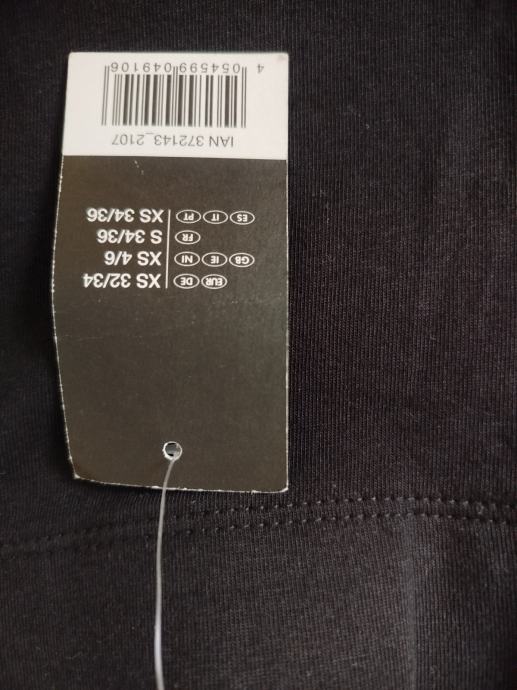 EUR DE XS 32/34
GB IE NI XS 4/6
FR S 34/36
ES IT PT XS 34/36
IAN 372143_2107
4 054599 049106